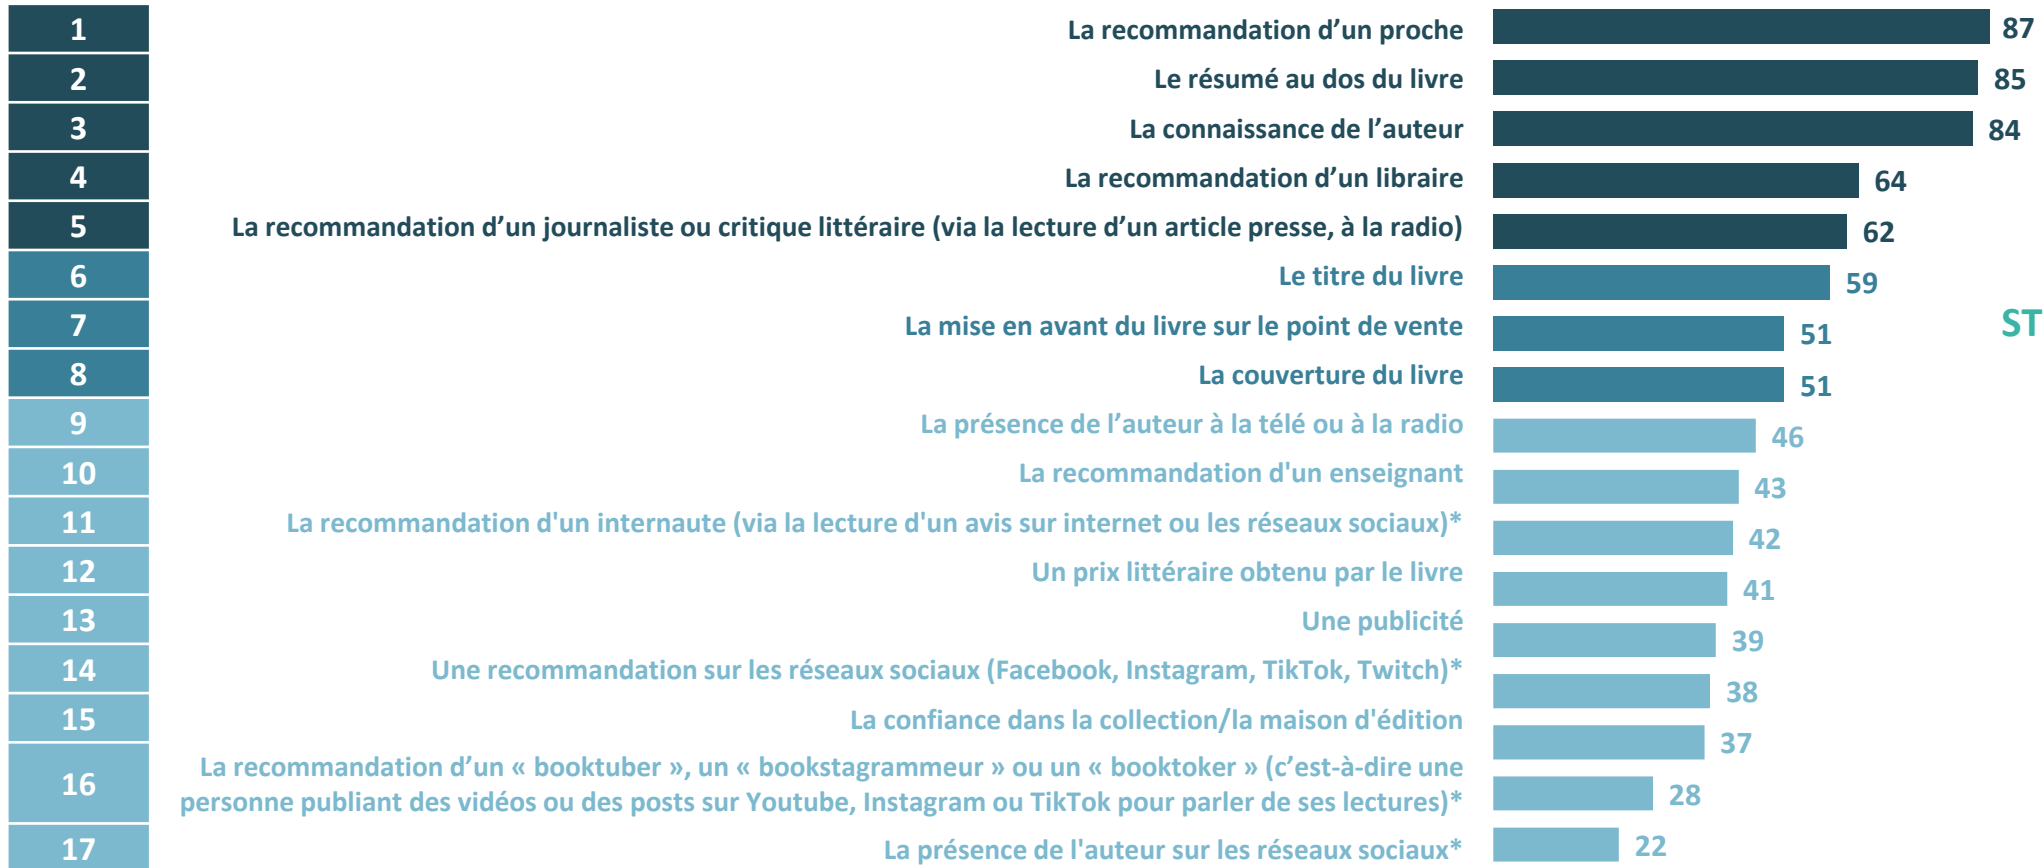 1 La recommandation d’un proche 87
2 Le résumé au dos du livre 85
3 La connaissance de l’auteur 84
4 La recommandation d’un libraire 64
5 La recommandation d’un journaliste ou critique littéraire (via la lecture d’un article presse, à la radio) 62
6 Le titre du livre 59
7 La mise en avant du livre sur le point de vente 51
ST
8 La couverture du livre 51
9 La présence de l’auteur à la télé ou à la radio 46
10 La recommandation d'un enseignant 43
11 La recommandation d'un internaute (via la lecture d'un avis sur internet ou les réseaux sociaux)* 42
12 Un prix littéraire obtenu par le livre 41
13 Une publicité 39
14 Une recommandation sur les réseaux sociaux (Facebook, Instagram, TikTok, Twitch)* 38
15 La confiance dans la collection/la maison d'édition 37
16 La recommandation d’un « booktuber », un « bookstagrammeur » ou un « booktoker » (c’est-à-dire une
personne publiant des vidéos ou des posts sur Youtube, Instagram ou TikTok pour parler de ses lectures)* 28
17 La présence de l'auteur sur les réseaux sociaux* 22